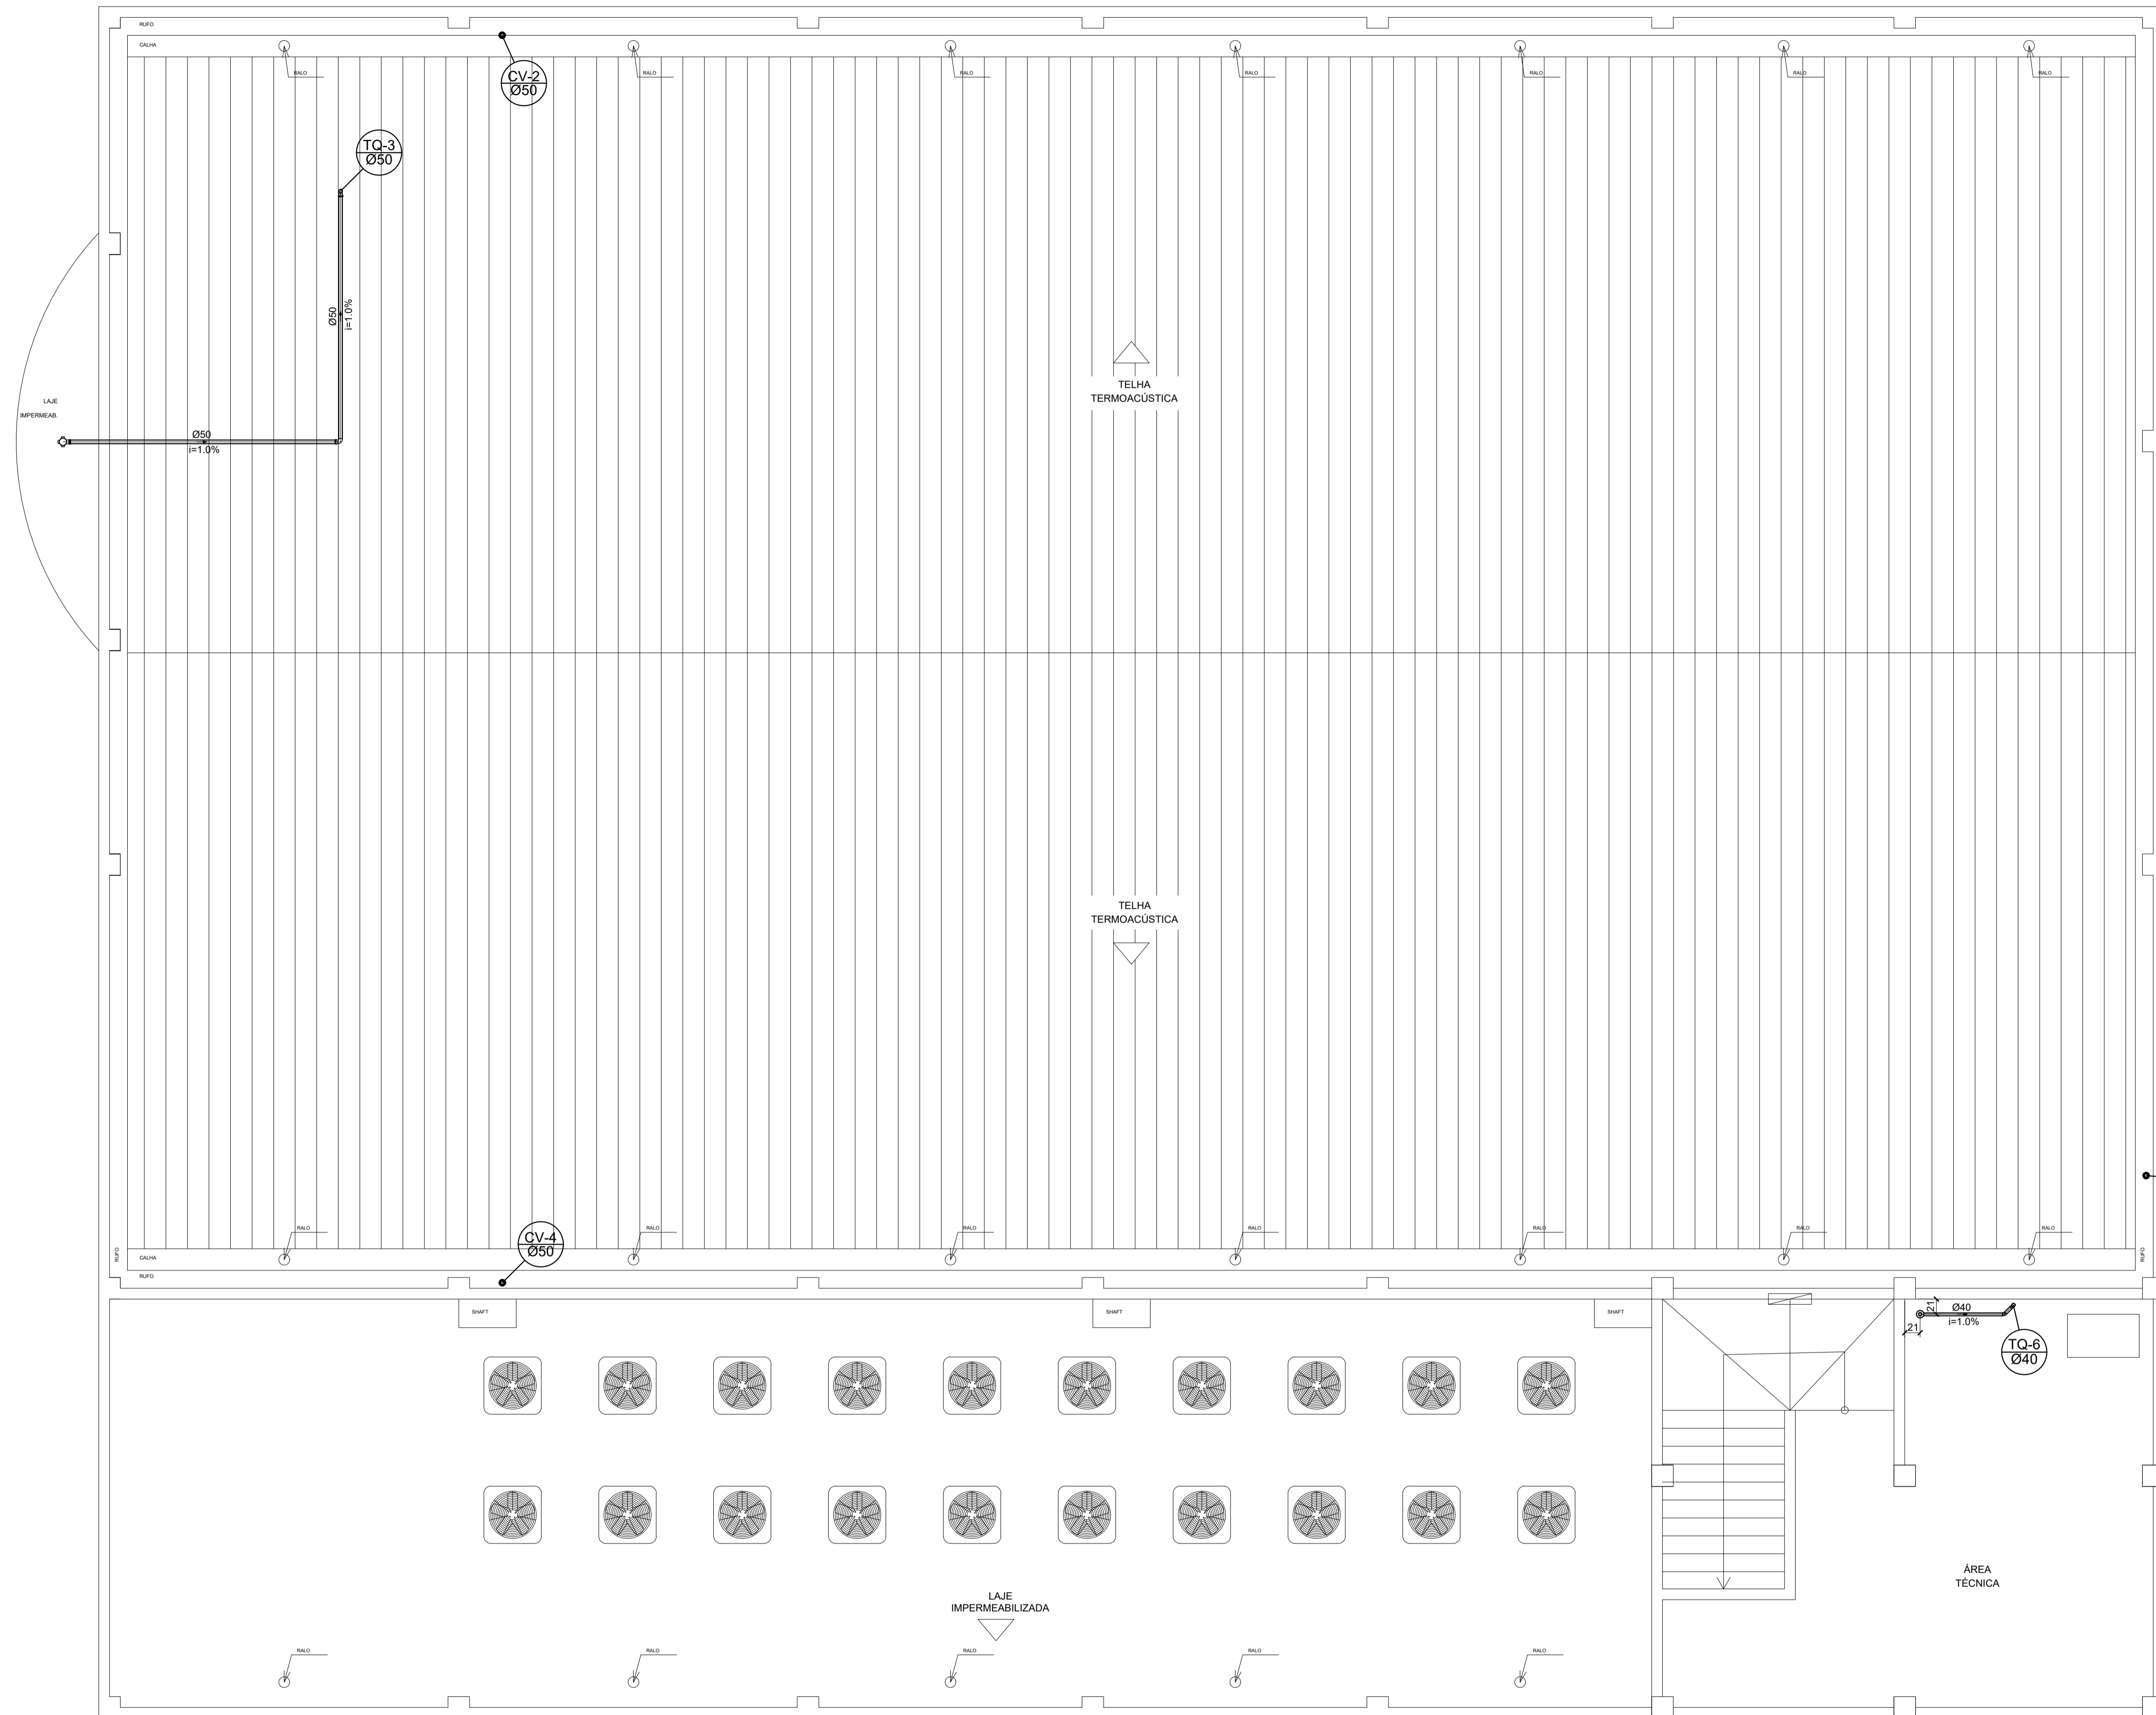 RUFO
CALHA
RALO
RALO
RALO
RALO
RALO
RALO
RALO
CV-2
Ø50
TQ-3
Ø50
Ø50
i=1.0%
LAJE
IMPERMEAB.
Ø50
i=1.0%
TELHA
TERMOACÚSTICA
TELHA
TERMOACÚSTICA
RALO
RALO
RALO
RALO
RALO
RALO
RALO
CV-4
Ø50
RUFO
CALHA
RUFO
RUFO
SHAFT
SHAFT
SHAFT
21
Ø40
i=1.0%
21
TQ-6
Ø40
ÁREA
TÉCNICA
LAJE
IMPERMEABILIZADA
RALO
RALO
RALO
RALO
RALO